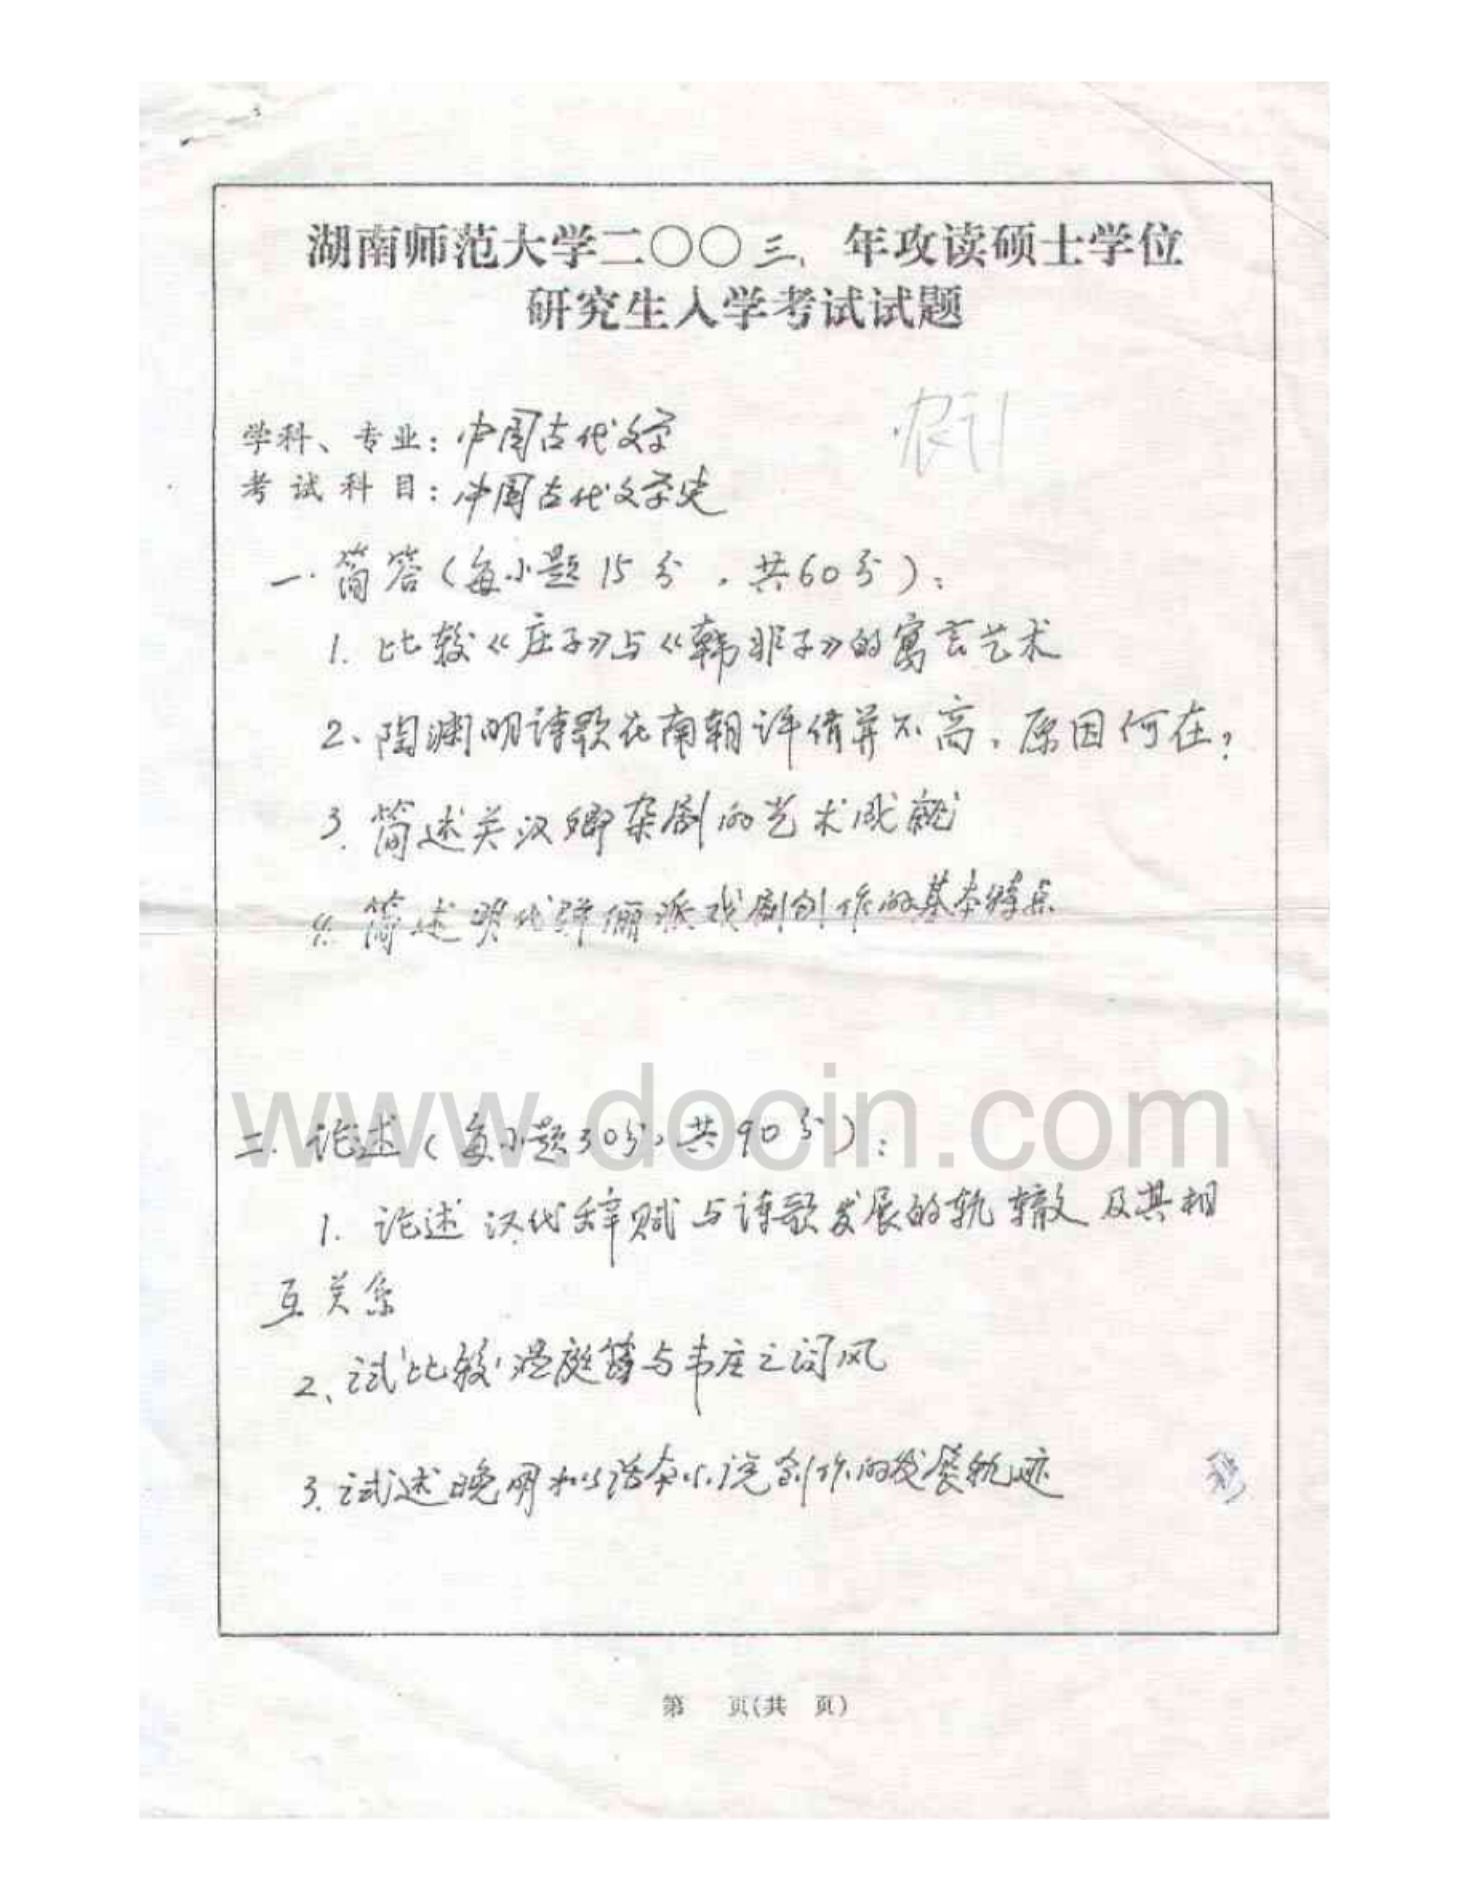 湖南师范大学二〇〇三、年攻读硕士学位
研究生入学考试试题
学科、专业：中国古代文学
考试科目：中国古代文学史
一.简答（每小题15分，共60分）：
1. 比较《庄子》与《韩非子》的寓言艺术
2、陶渊明诗歌在南朝评价并不高，原因何在？
3. 简述关汉卿杂剧的艺术成就
4. 简述明代骈俪派戏剧创作的基本特点
www.docin.com
二. 论述（每小题30分，共90分）：
1. 论述汉代辞赋与诗歌发展的轨辙及其相
互关系
2、试比较温庭筠与韦庄之词风
3. 试述晚明拟话本小说创作的发展轨迹
第 页(共 页)